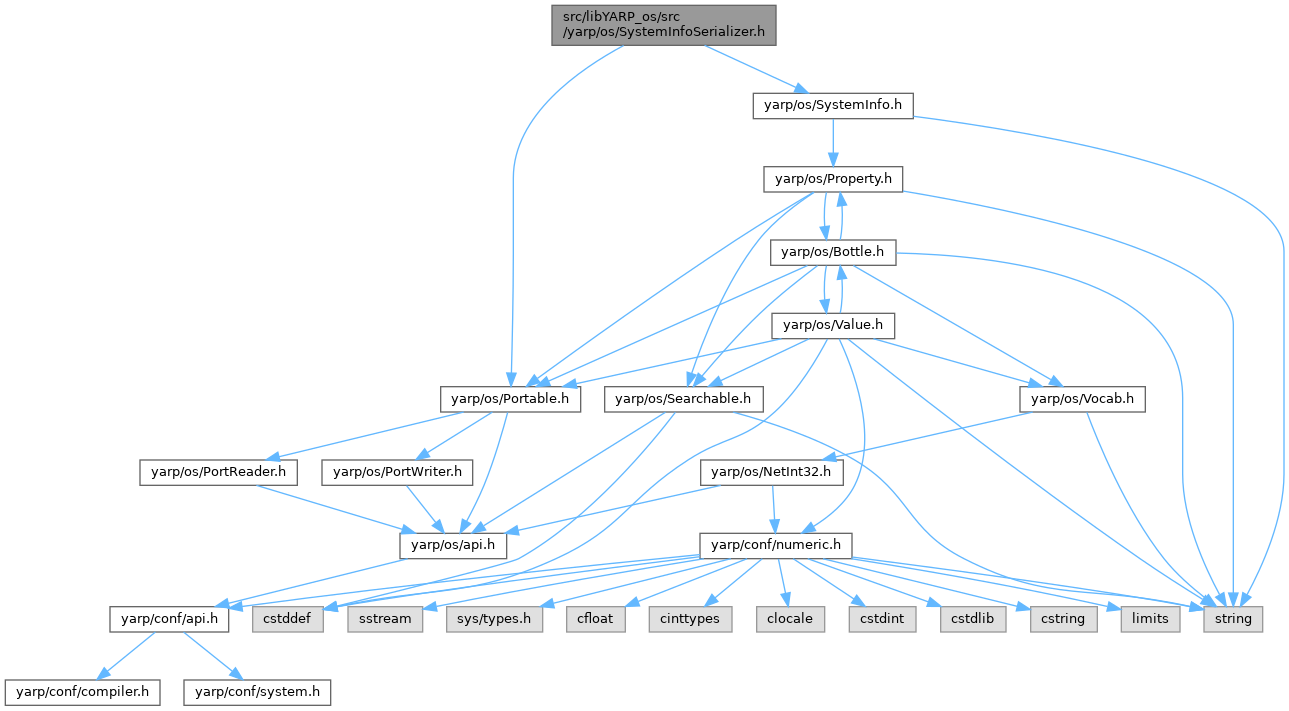 src/libYARP_os/src
/yarp/os/SystemInfoSerializer.h
yarp/os/SystemInfo.h
yarp/os/Property.h
yarp/os/Bottle.h
yarp/os/Value.h
yarp/os/Portable.h
yarp/os/Searchable.h
yarp/os/Vocab.h
yarp/os/PortReader.h
yarp/os/PortWriter.h
yarp/os/NetInt32.h
yarp/os/api.h
yarp/conf/numeric.h
yarp/conf/api.h
cstddef
sstream
sys/types.h
cfloat
cinttypes
clocale
cstdint
cstdlib
cstring
limits
string
yarp/conf/compiler.h
yarp/conf/system.h